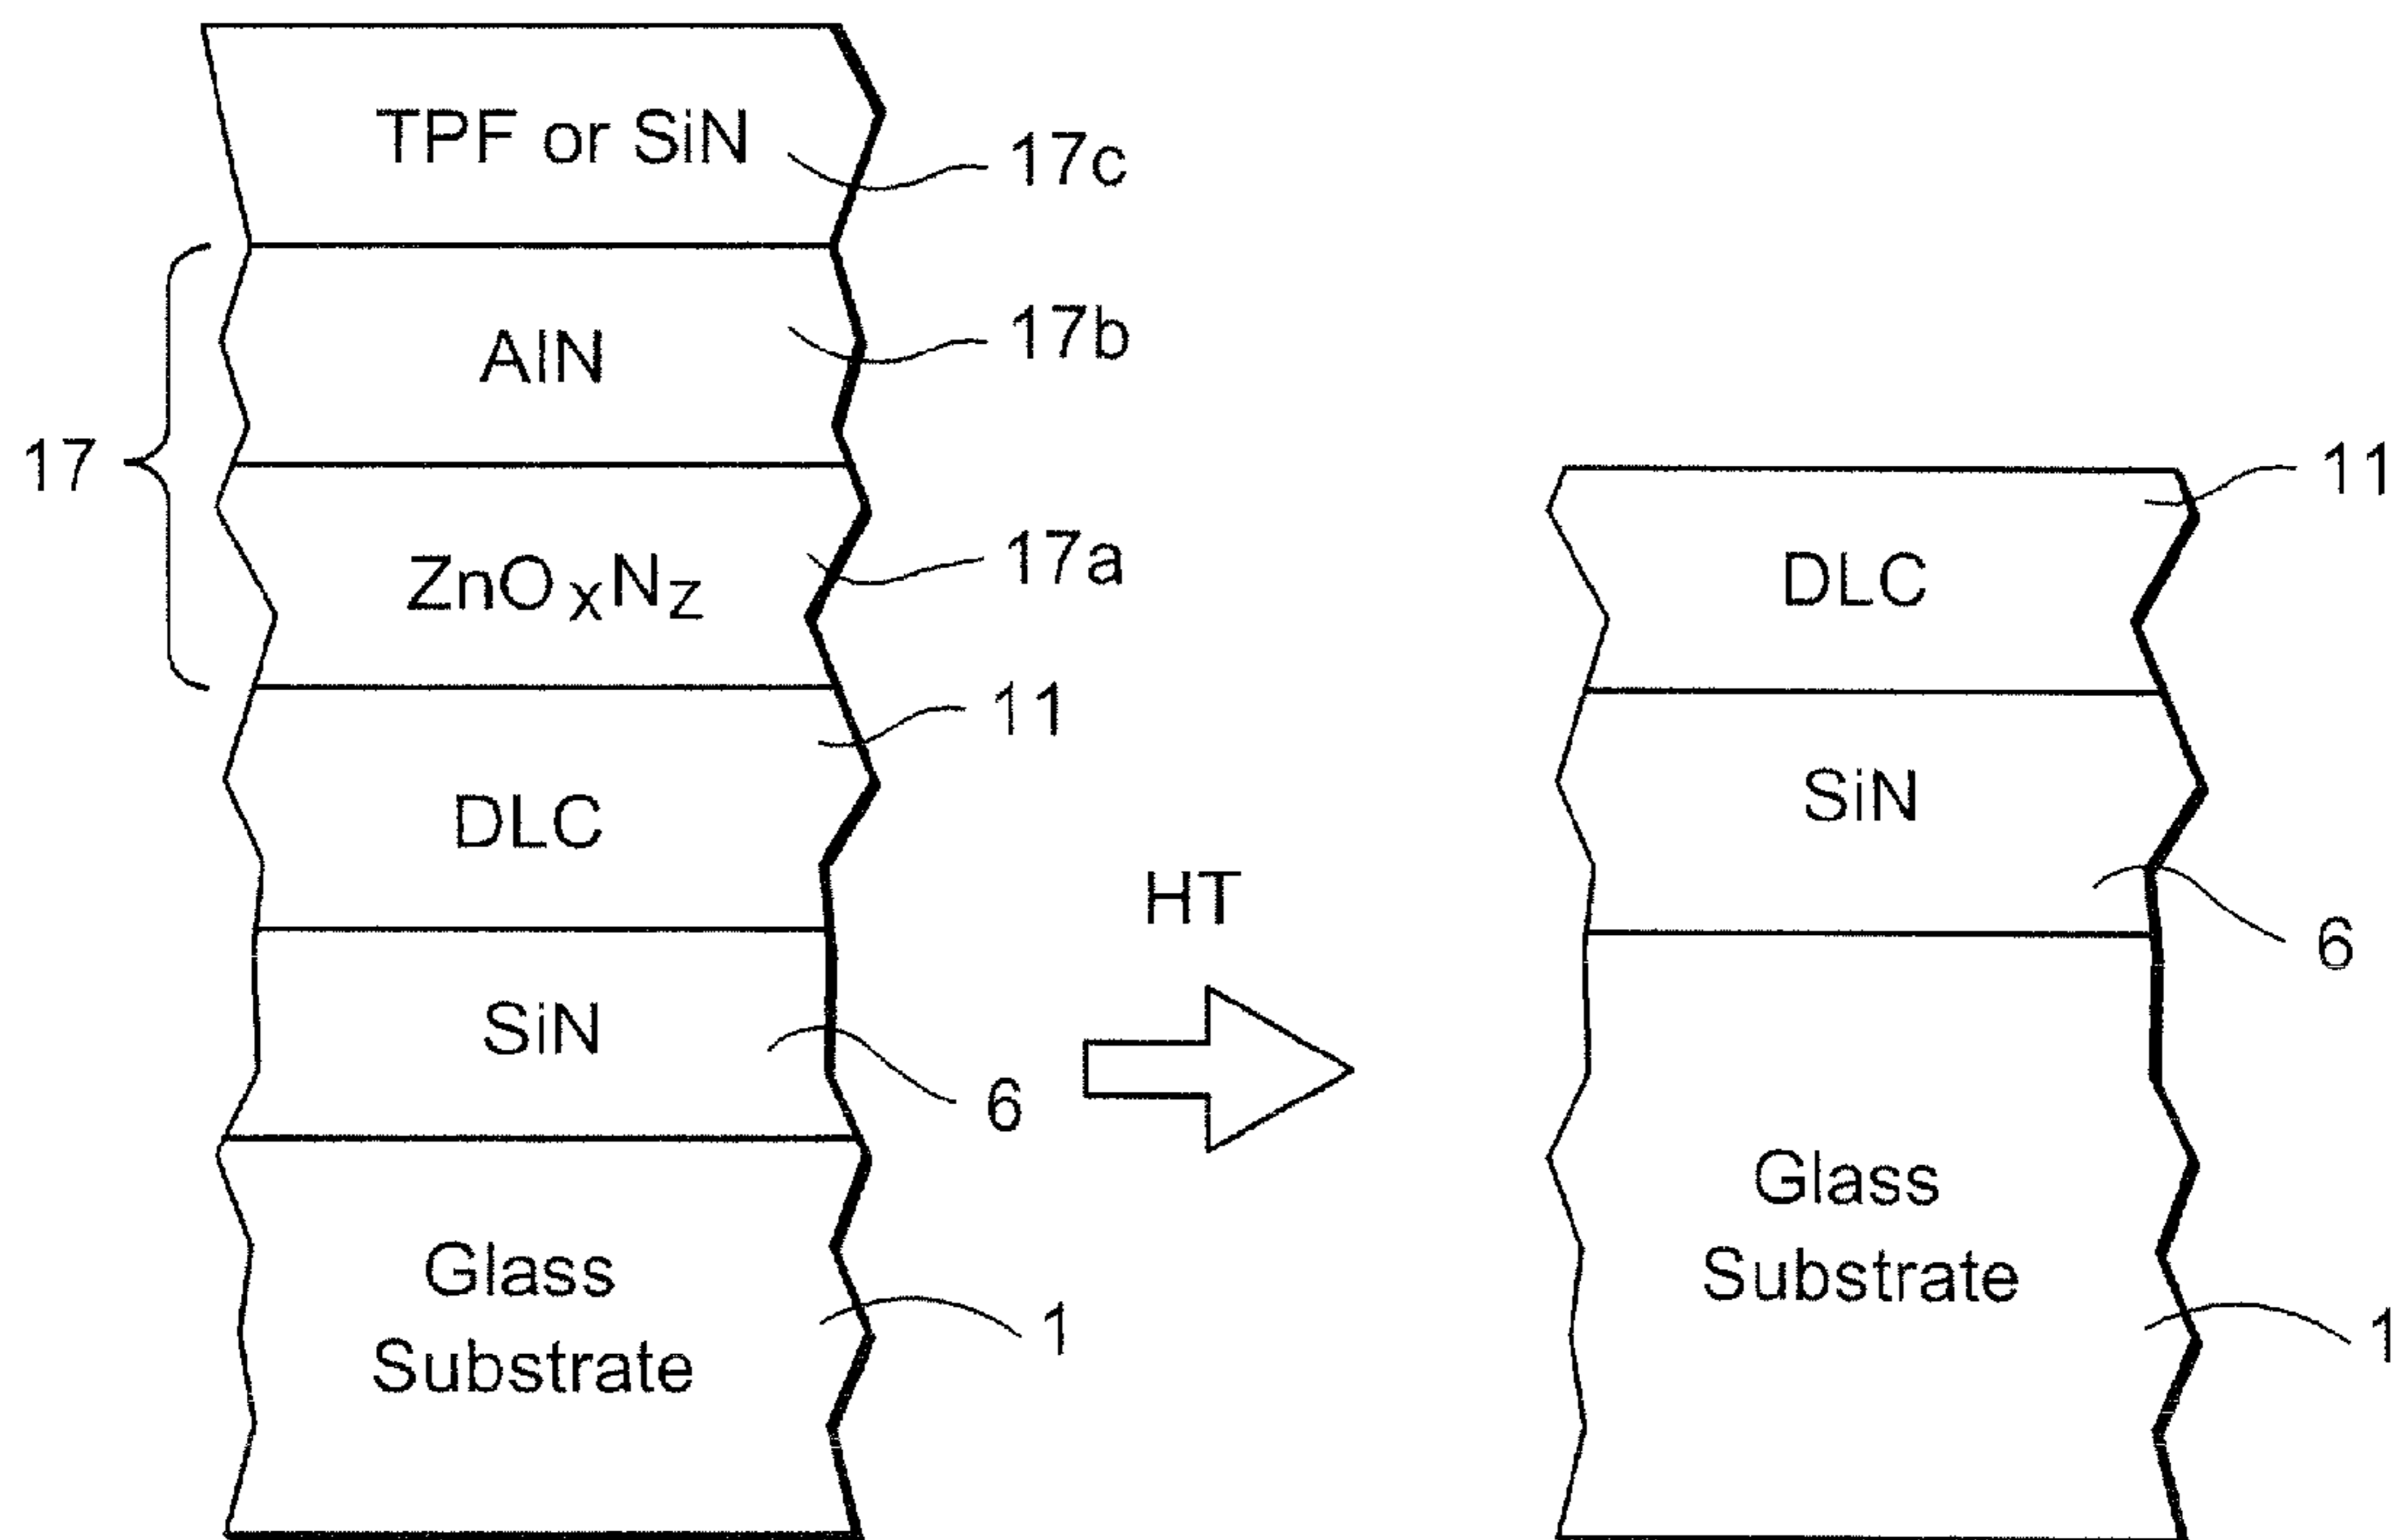 TPF or SiN
17c
AlN
17b
17
ZnOxNz
17a
11
DLC
SiN
6
Glass
Substrate
1
HT
11
DLC
SiN
6
Glass
Substrate
1